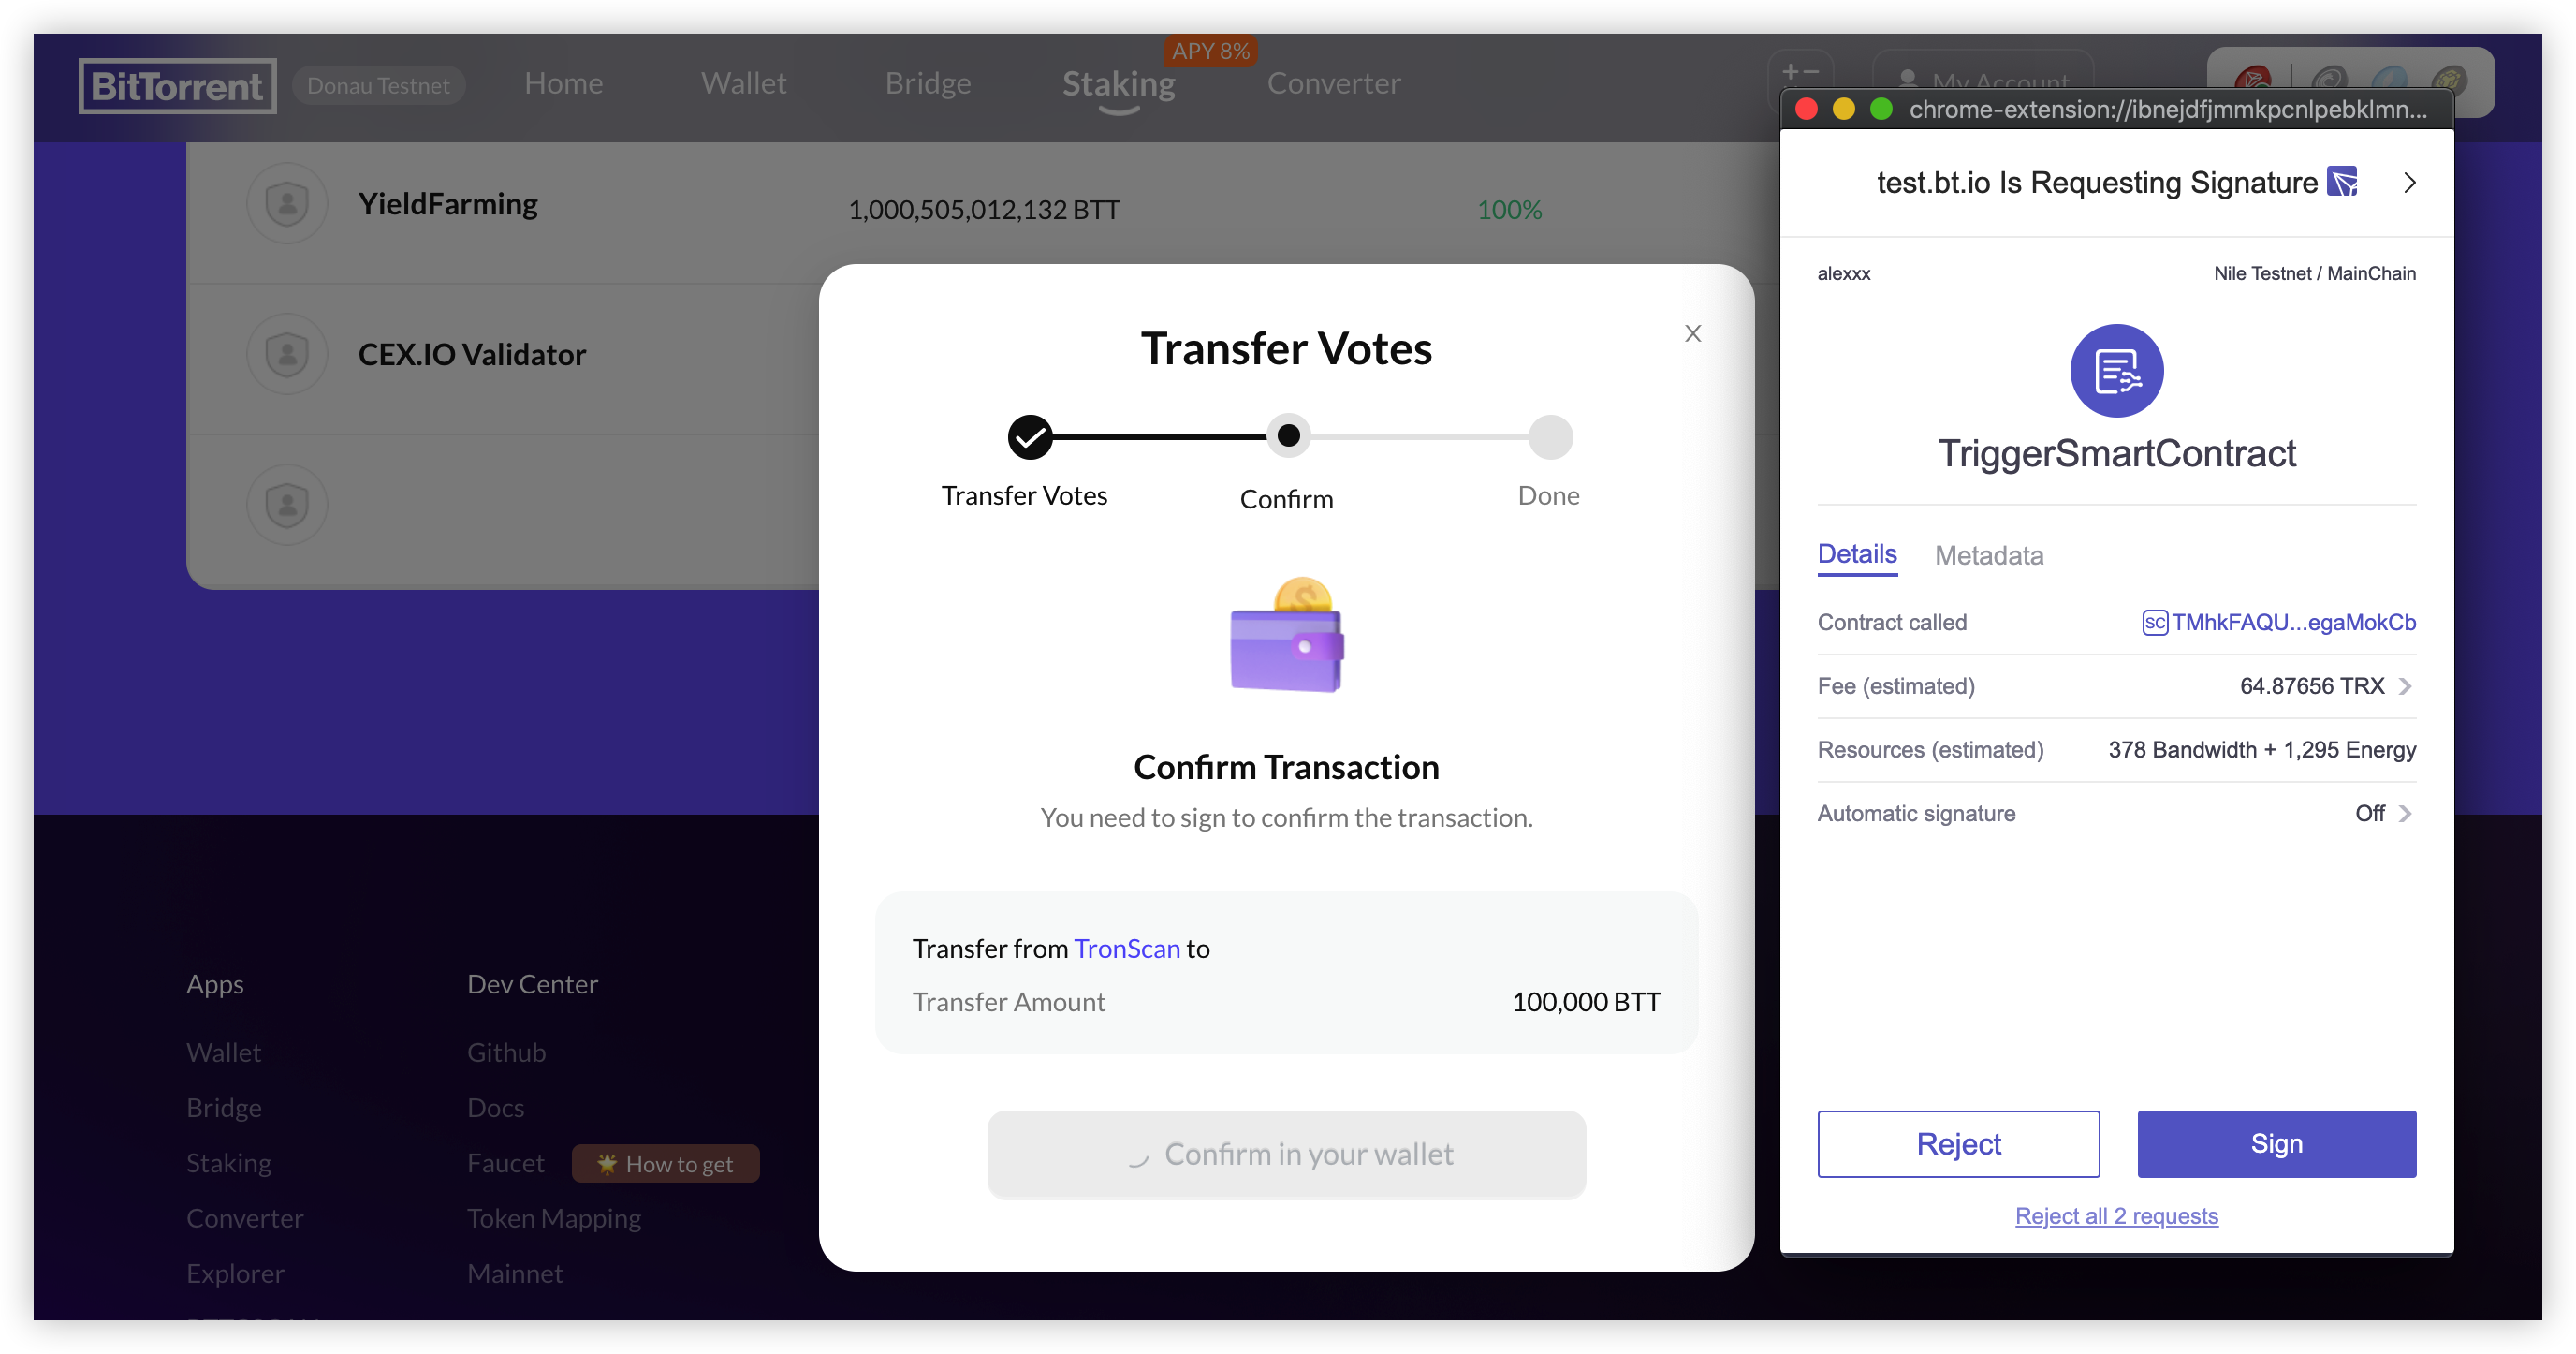 BitTorrent
Donau Testnet
Home
Wallet
Bridge
Staking
APY 8%
Converter
My Account
YieldFarming
1,000,505,012,132 BTT
100%
CEX.IO Validator
Transfer Votes
X
Transfer Votes
Confirm
Done
Confirm Transaction
You need to sign to confirm the transaction.
Transfer from TronScan to
Transfer Amount
100,000 BTT
Confirm in your wallet
Apps
Wallet
Bridge
Staking
Converter
Explorer
Dev Center
Github
Docs
Faucet
How to get
Token Mapping
Mainnet
chrome-extension://ibnejdfjmmkpcnlpebklmn...
test.bt.io Is Requesting Signature
alexxx
Nile Testnet / MainChain
TriggerSmartContract
Details
Metadata
Contract called
SC TMhkFAQU...egaMokCb
Fee (estimated)
64.87656 TRX
Resources (estimated)
378 Bandwidth + 1,295 Energy
Automatic signature
Off
Reject
Sign
Reject all 2 requests